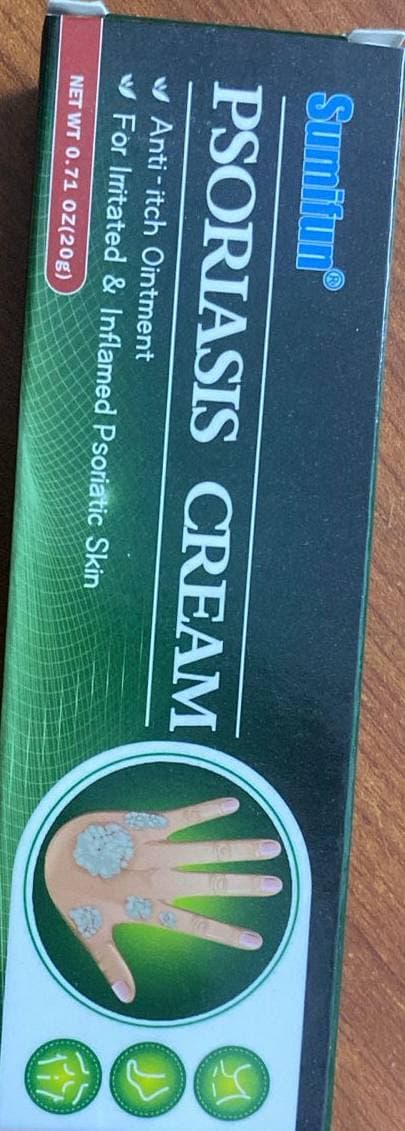 Sumifun®
PSORIASIS CREAM
Anti-itch Ointment
For Irritated & Inflamed Psoriatic Skin
NET WT 0.71 OZ(20g)